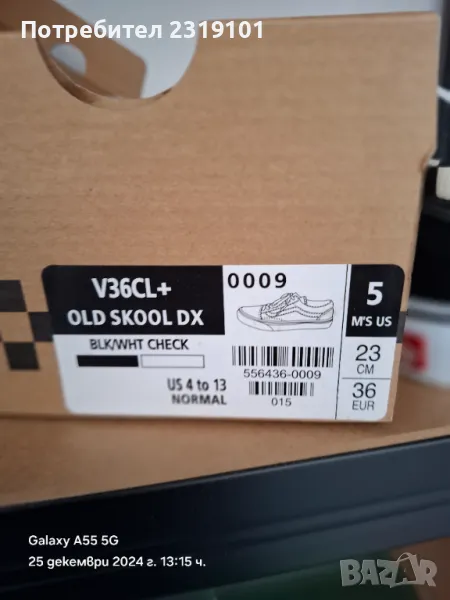 Потребител 2319101
V36CL+
OLD SKOOL DX
BLK/WHT CHECK
US 4 to 13
NORMAL
0009
556436-0009
015
5
M'S US
23
CM
36
EUR
Galaxy A55 5G
25 декември 2024 г. 13:15 ч.
bazar